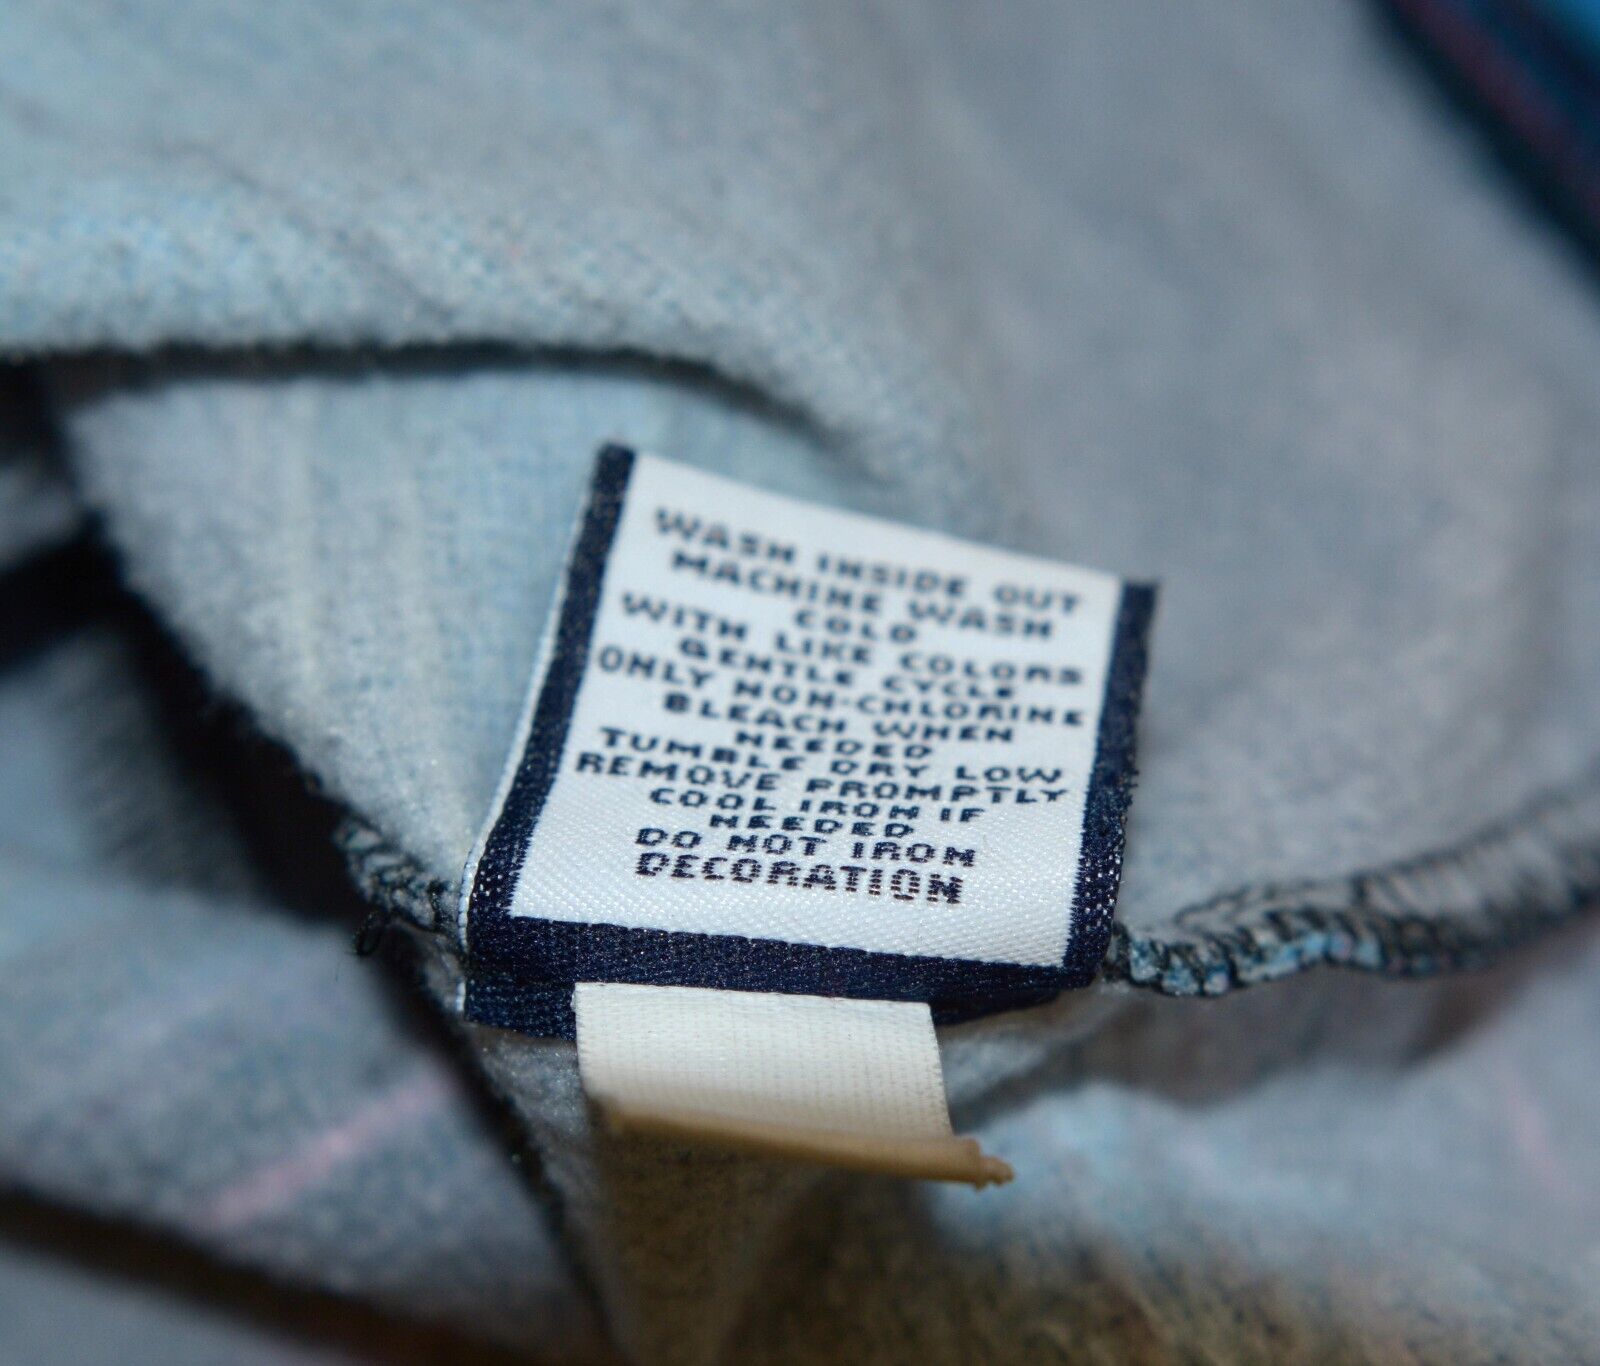 WASH INSIDE OUT
MACHINE WASH
COLD
WITH LIKE COLORS
GENTLE CYCLE
ONLY NON-CHLORINE
BLEACH WHEN
NEEDED
TUMBLE DRY LOW
REMOVE PROMPTLY
COOL IRON IF
NEEDED
DO NOT IRON
DECORATION